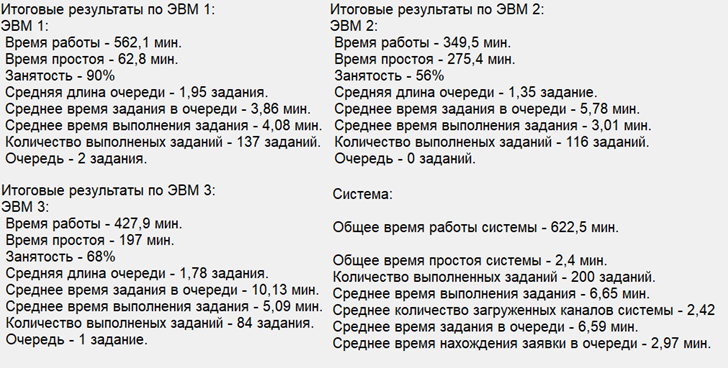 Итоговые результаты по ЭВМ 1:
ЭВМ 1:
Время работы - 562,1 мин.
Время простоя - 62,8 мин.
Занятость - 90%
Средняя длина очереди - 1,95 задания.
Среднее время задания в очереди - 3,86 мин.
Среднее время выполнения задания - 4,08 мин.
Количество выполненых заданий - 137 заданий.
Очередь - 2 задания.
Итоговые результаты по ЭВМ 2:
ЭВМ 2:
Время работы - 349,5 мин.
Время простоя - 275,4 мин.
Занятость - 56%
Средняя длина очереди - 1,35 задание.
Среднее время задания в очереди - 5,78 мин.
Среднее время выполнения задания - 3,01 мин.
Количество выполненых заданий - 116 заданий.
Очередь - 0 заданий.
Итоговые результаты по ЭВМ 3:
ЭВМ 3:
Время работы - 427,9 мин.
Время простоя - 197 мин.
Занятость - 68%
Средняя длина очереди - 1,78 задания.
Среднее время задания в очереди - 10,13 мин.
Среднее время выполнения задания - 5,09 мин.
Количество выполненых заданий - 84 задания.
Очередь - 1 задание.
Система:
Общее время работы системы - 622,5 мин.
Общее время простоя системы - 2,4 мин.
Количество выполненных заданий - 200 заданий.
Среднее время выполнения задания - 6,65 мин.
Среднее количество загруженных каналов системы - 2,42
Среднее время задания в очереди - 6,59 мин.
Среднее время нахождения заявки в очереди - 2,97 мин.